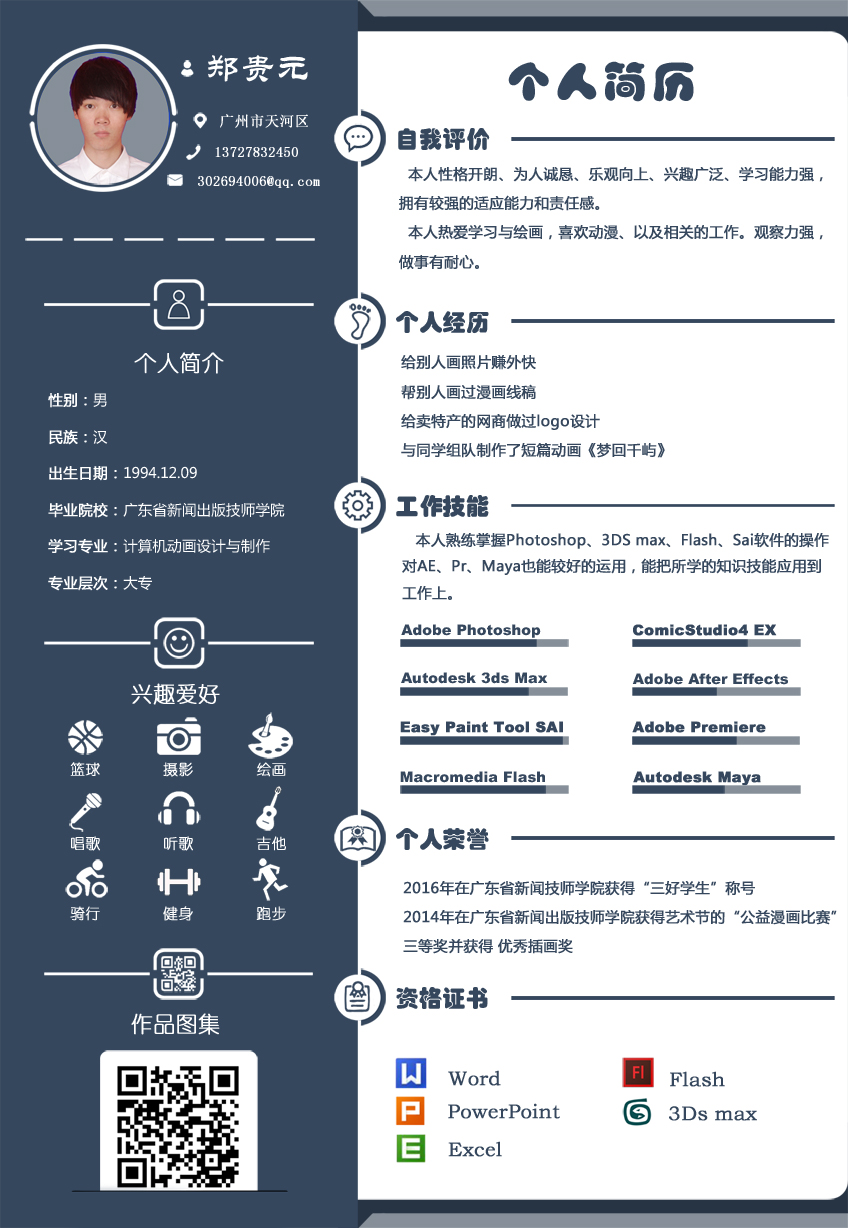 郑贵元
广州市天河区
13727832450
302694006@qq.com
个人简介
性别：男
民族：汉
出生日期：1994.12.09
毕业院校：广东省新闻出版技师学院
学习专业：计算机动画设计与制作
专业层次：大专
兴趣爱好
篮球 摄影 绘画
唱歌 听歌 吉他
骑行 健身 跑步
作品图集
个人简历
自我评价
本人性格开朗、为人诚恳、乐观向上、兴趣广泛、学习能力强，
拥有较强的适应能力和责任感。
本人热爱学习与绘画，喜欢动漫、以及相关的工作。观察力强，
做事有耐心。
个人经历
给别人画照片赚外快
帮别人画过漫画线稿
给卖特产的网商做过logo设计
与同学组队制作了短篇动画《梦回千屿》
工作技能
本人熟练掌握Photoshop、3DS max、Flash、Sai软件的操作
对AE、Pr、Maya也能较好的运用，能把所学的知识技能应用到
工作上。
Adobe Photoshop ComicStudio4 EX
Autodesk 3ds Max Adobe After Effects
Easy Paint Tool SAI Adobe Premiere
Macromedia Flash Autodesk Maya
个人荣誉
2016年在广东省新闻技师学院获得“三好学生”称号
2014年在广东省新闻出版技师学院获得艺术节的“公益漫画比赛”
三等奖并获得 优秀插画奖
资格证书
W Word Fl Flash
P PowerPoint 3Ds max
E Excel